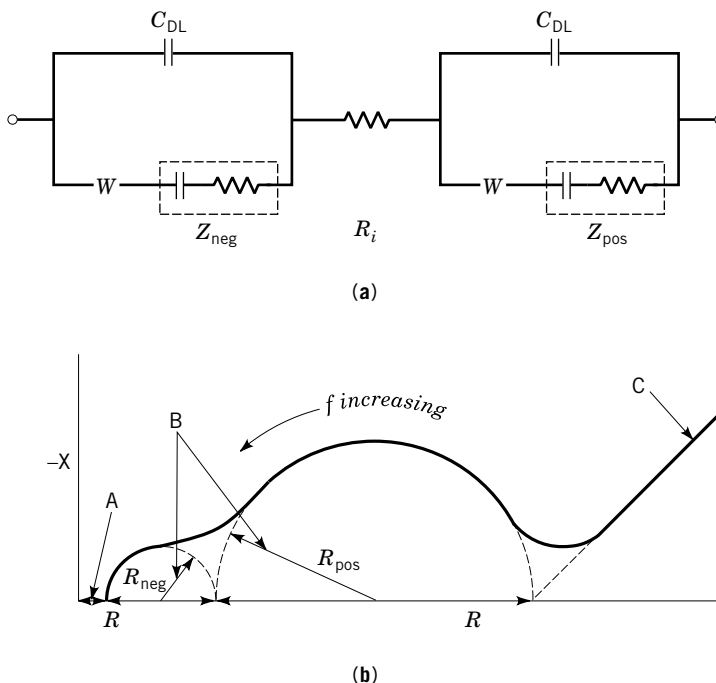 C_DL C_DL
W W
Z_neg R_i Z_pos
(a)
f increasing
C
B
–X
A
R_neg R_pos
R R
(b)